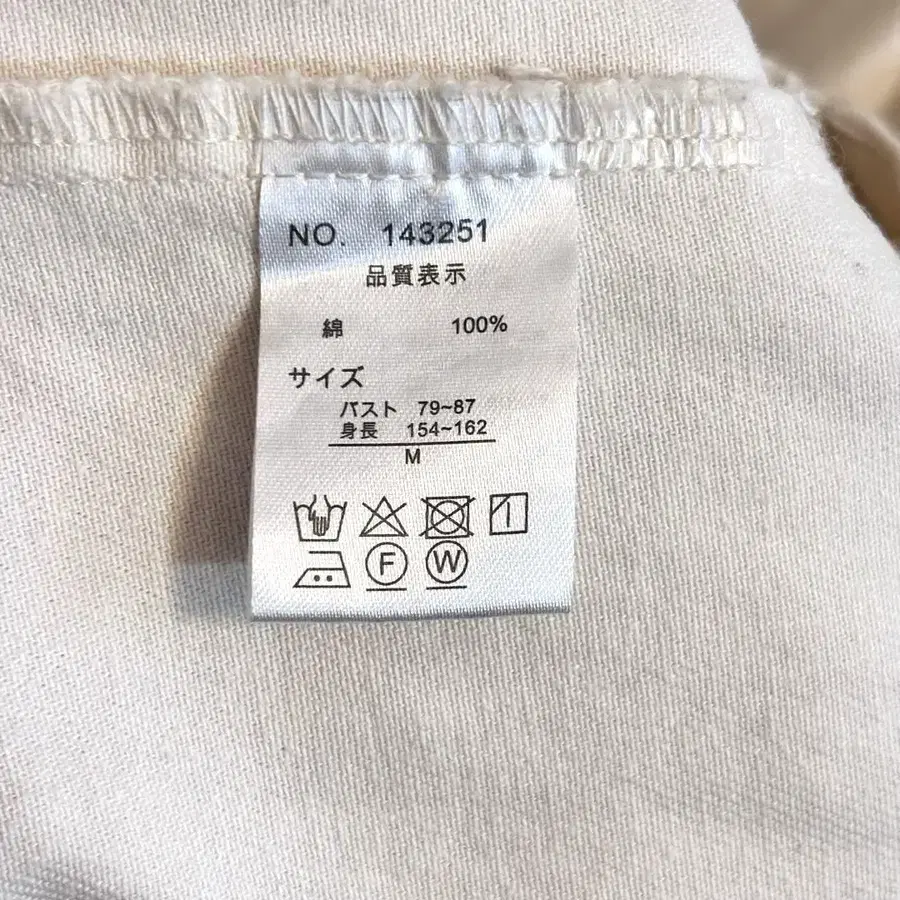 NO. 143251
品質表示
綿 100%
サイズ
バスト 79~87
身長 154~162
M
F W